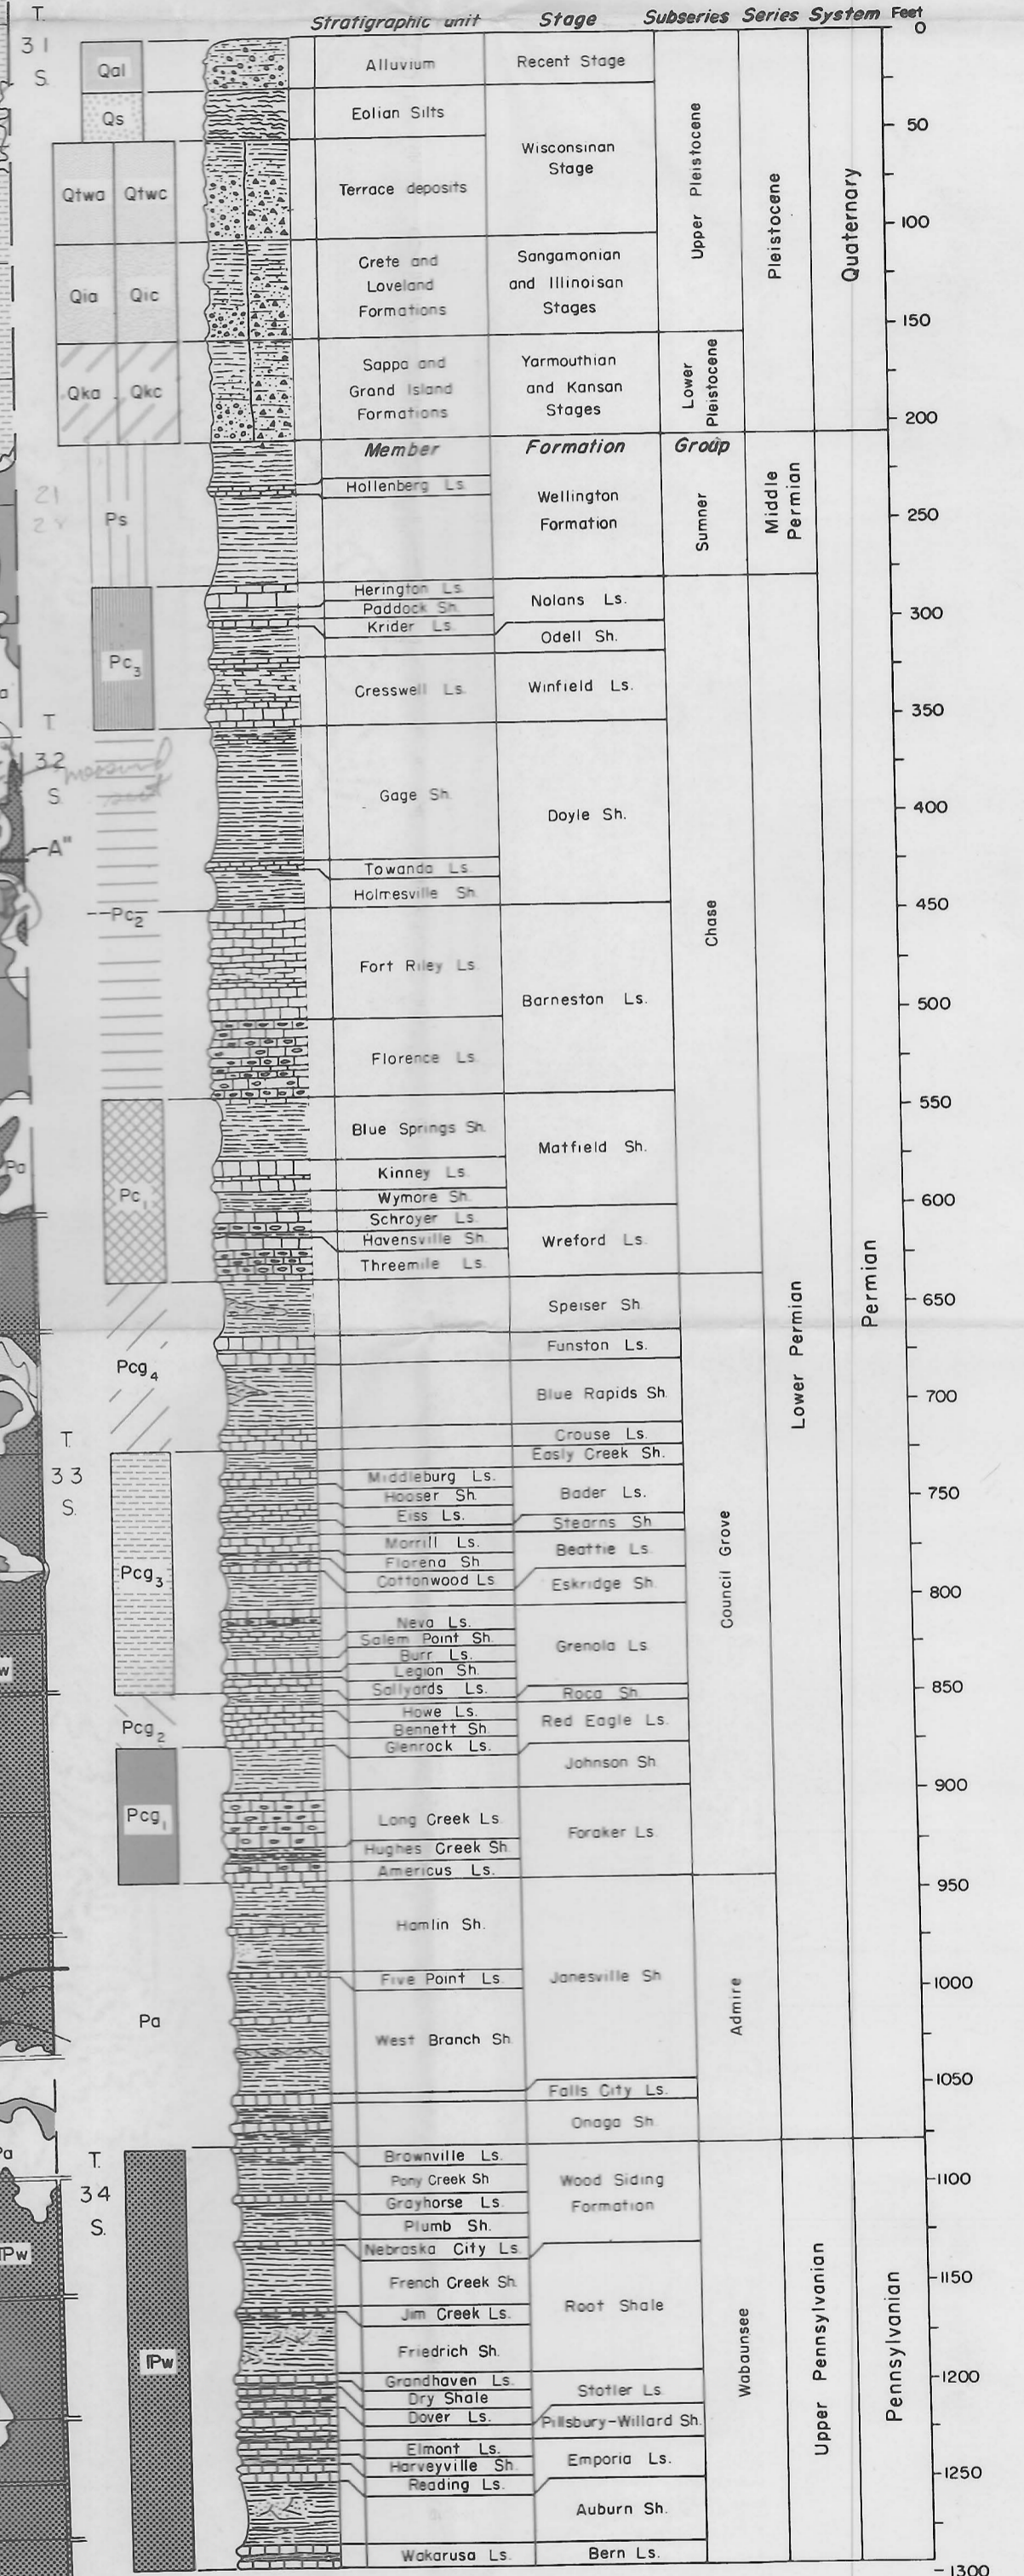 T.
31
S.
Stratigraphic unit Stage Subseries Series System Feet
0
Qal
Alluvium
Recent Stage
Qs
Eolian Silts
50
Wisconsinan
Stage
Upper Pleistocene
Pleistocene
Quaternary
Qtwa Qtwc
Terrace deposits
100
Qia Qic
Crete and
Loveland
Formations
Sangamonian
and Illinoisan
Stages
150
Qka Qkc
Sappa and
Grand Island
Formations
Yarmouthian
and Kansan
Stages
Lower
Pleistocene
200
Member Formation Group
Hollenberg Ls.
Wellington
Formation
Sumner
Middle
Permian
21
28
Ps
250
Herington Ls.
Paddock Sh.
Krider Ls.
Nolans Ls.
300
Odell Sh.
Pc3
Cresswell Ls.
Winfield Ls.
350
T.
32
S.
A"
Gage Sh.
Doyle Sh.
400
Towanda Ls.
Holmesville Sh.
450
Pc2
Chase
Fort Riley Ls.
Barneston Ls.
500
Florence Ls.
550
Blue Springs Sh.
Matfield Sh.
Pa
Kinney Ls.
Pc1
Wymore Sh.
600
Schroyer Ls.
Havensville Sh.
Wreford Ls.
Threemile Ls.
Permian
Lower Permian
Speiser Sh.
650
Funston Ls.
Pcg4
Blue Rapids Sh.
700
T.
33
S.
Crouse Ls.
Easly Creek Sh.
Middleburg Ls.
Hooser Sh.
Bader Ls.
750
Eiss Ls.
Stearns Sh
Morrill Ls.
Florena Sh
Beattie Ls.
Cottonwood Ls
Eskridge Sh.
800
Pcg3
Council Grove
Neva Ls.
Salem Point Sh.
Burr Ls.
Legion Sh.
Sallyards Ls.
Grenola Ls
w
Roca Sh.
850
Howe Ls.
Bennett Sh.
Glenrock Ls.
Red Eagle Ls.
Pcg2
Johnson Sh
900
Pcg1
Long Creek Ls.
Hughes Creek Sh
Americus Ls.
Foraker Ls.
950
Hamlin Sh.
Five Point Ls.
Janesville Sh
1000
Pa
West Branch Sh.
Admire
Falls City Ls.
1050
Onaga Sh
Pa
T.
34
S.
Brownville Ls.
Pony Creek Sh
Grayhorse Ls.
Plumb Sh.
Nebraska City Ls.
Wood Siding
Formation
1100
IPw
French Creek Sh.
1150
Jim Creek Ls.
Root Shale
Friedrich Sh.
IPw
Wabaunsee
Upper Pennsylvanian
Pennsylvanian
1200
Grandhaven Ls.
Dry Shale
Dover Ls.
Stotler Ls
Pillsbury-Willard Sh.
Elmont Ls.
Harveyville Sh.
Reading Ls.
Emporia Ls.
1250
Auburn Sh.
Wakarusa Ls.
Bern Ls.
1300